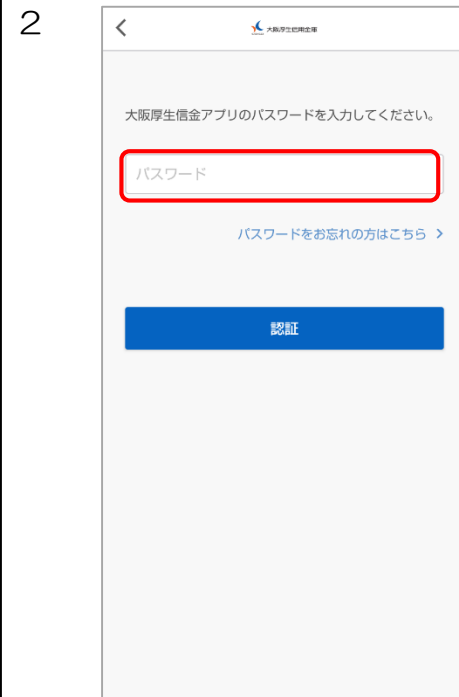 2
大阪厚生信用金庫
大阪厚生信金アプリのパスワードを入力してください。
パスワード
パスワードをお忘れの方はこちら >
認証